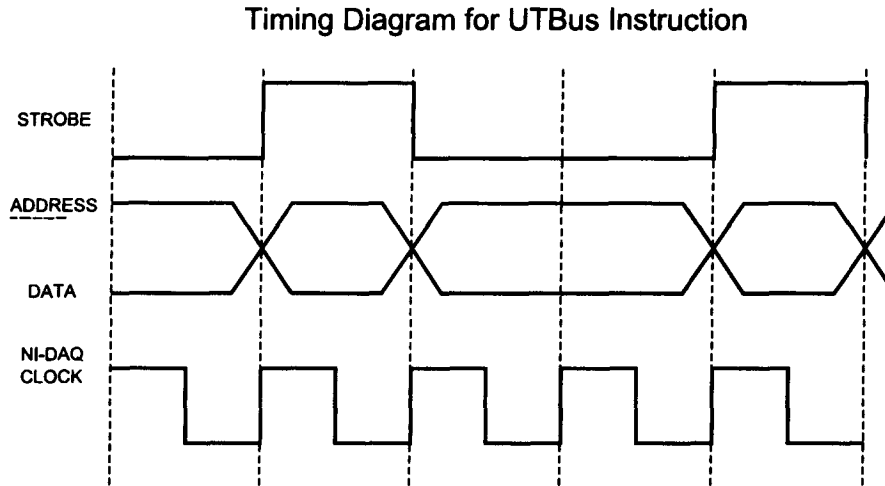 Timing Diagram for UTBus Instruction
STROBE
ADDRESS
DATA
NI-DAQ
CLOCK